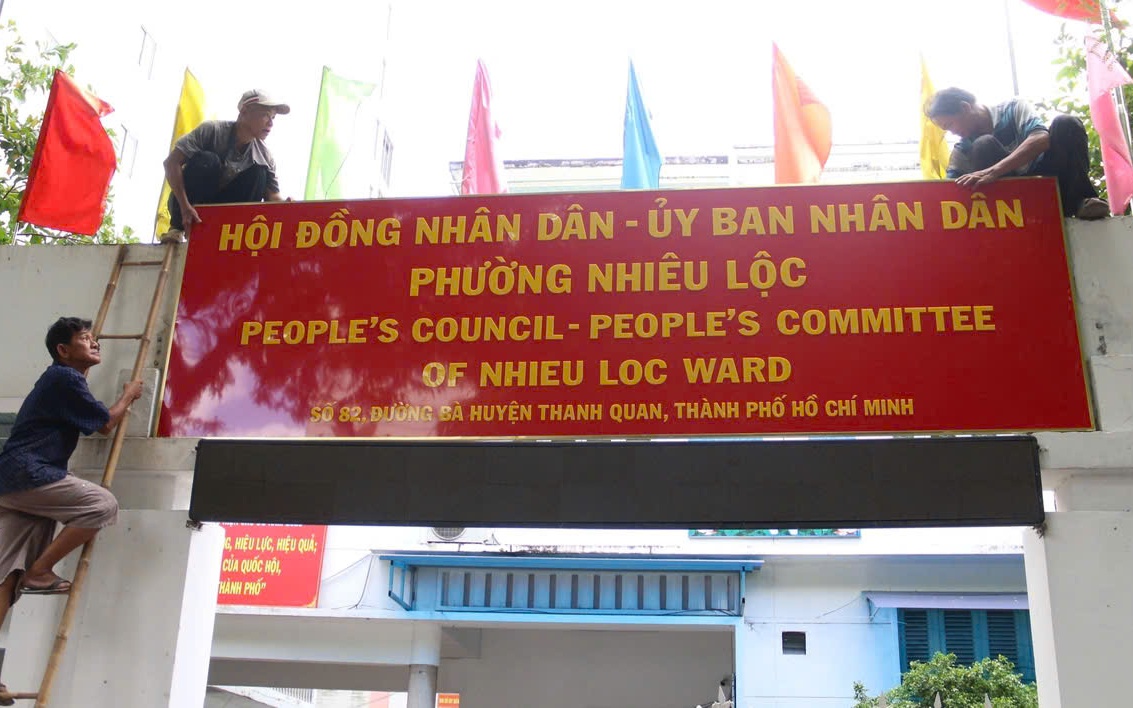 HỘI ĐỒNG NHÂN DÂN - ỦY BAN NHÂN DÂN
PHƯỜNG NHIÊU LỘC
PEOPLE'S COUNCIL - PEOPLE'S COMMITTEE
OF NHIEU LOC WARD
SỐ 82, ĐƯỜNG BÀ HUYỆN THANH QUAN, THÀNH PHỐ HỒ CHÍ MINH
HIỆU LỰC, HIỆU QUẢ;
CỦA QUỐC HỘI,
THÀNH PHỐ"